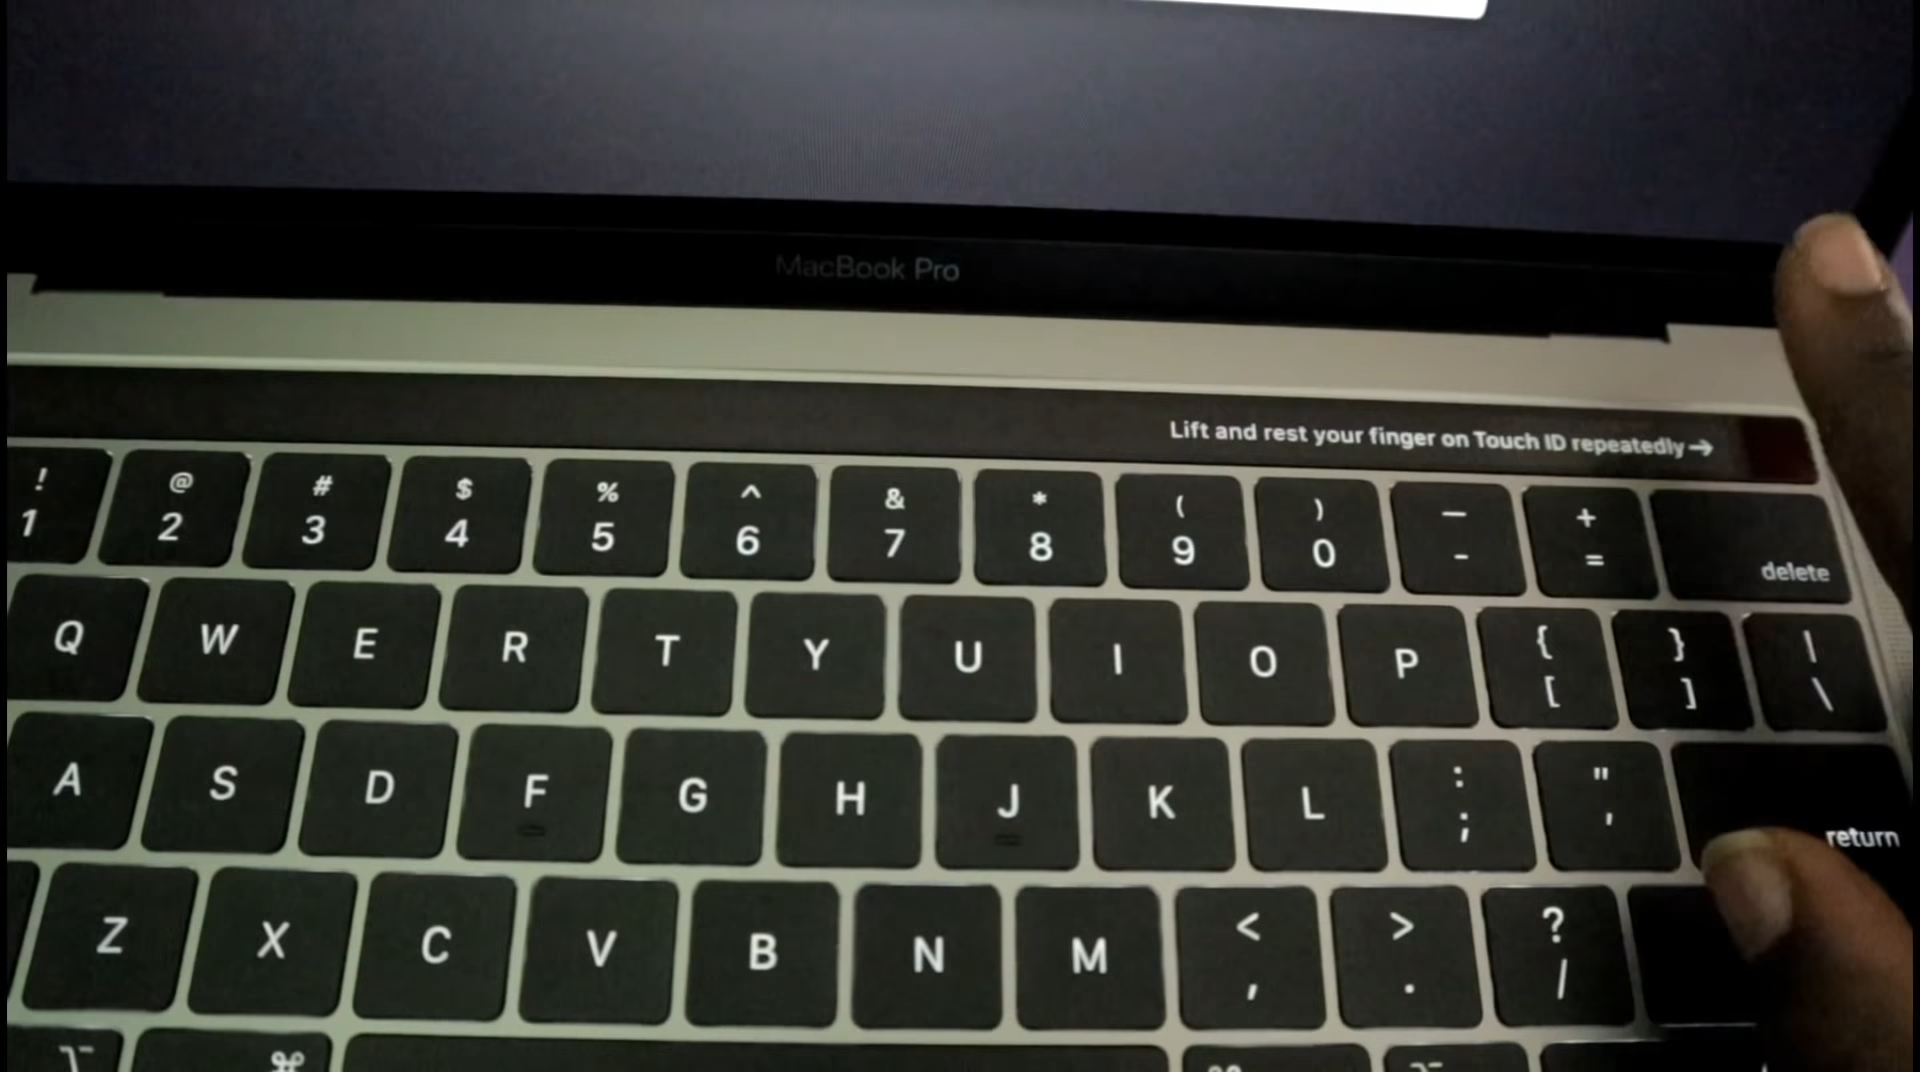 MacBook Pro
Lift and rest your finger on Touch ID repeatedly→
! @ # $ % ^ & * ( ) — +
1 2 3 4 5 6 7 8 9 0 - = delete
Q W E R T Y U I O P { [ } ] | \
A S D F G H J K L : ; " ' return
Z X C V B N M < , > . ? /
⌘